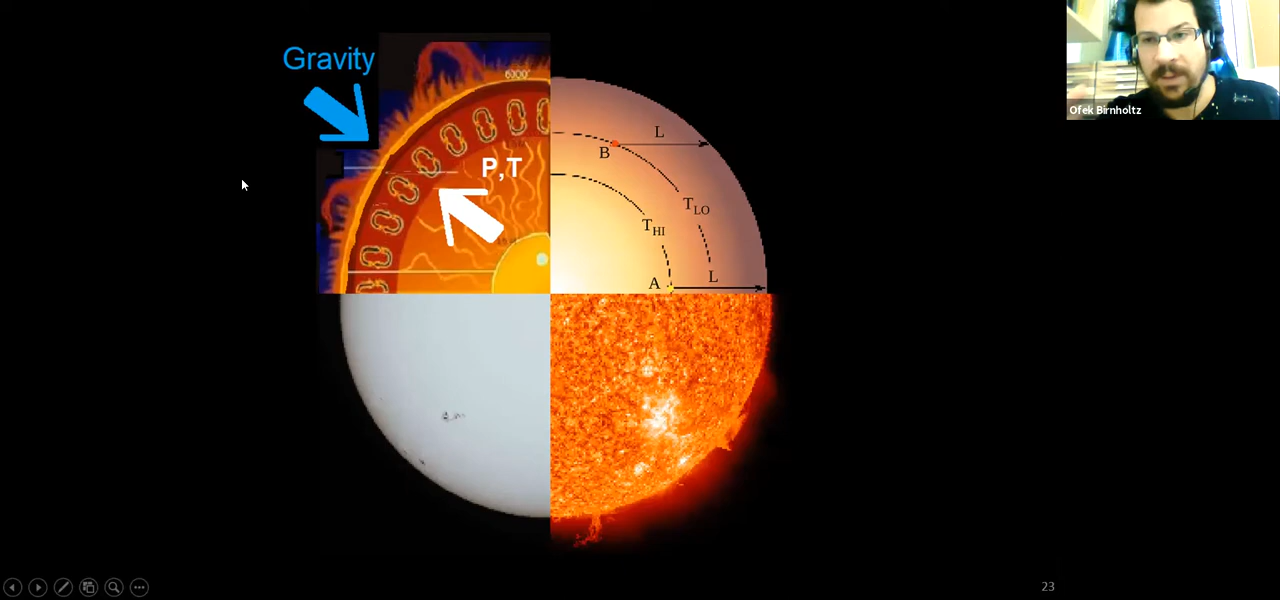 Gravity
6000°
P,T
L
B
T_LO
T_HI
L
A
Ofek Birnholtz
23